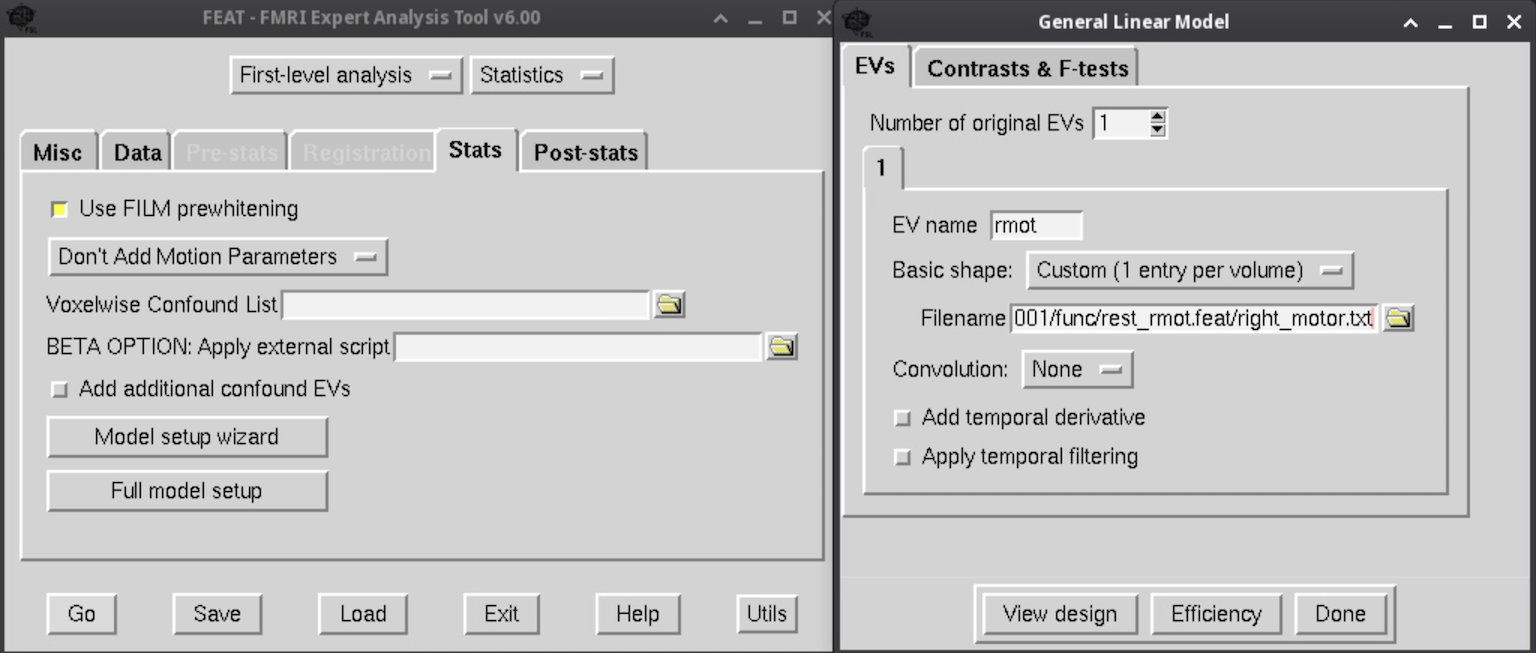 FEAT - FMRI Expert Analysis Tool v6.00
First-level analysis
Statistics
Misc
Data
Pre-stats
Registration
Stats
Post-stats
Use FILM prewhitening
Don't Add Motion Parameters
Voxelwise Confound List
BETA OPTION: Apply external script
Add additional confound EVs
Model setup wizard
Full model setup
Go
Save
Load
Exit
Help
Utils
General Linear Model
EVs
Contrasts & F-tests
Number of original EVs 1
1
EV name rmot
Basic shape: Custom (1 entry per volume)
Filename 001/func/rest_rmot.feat/right_motor.txt
Convolution: None
Add temporal derivative
Apply temporal filtering
View design
Efficiency
Done